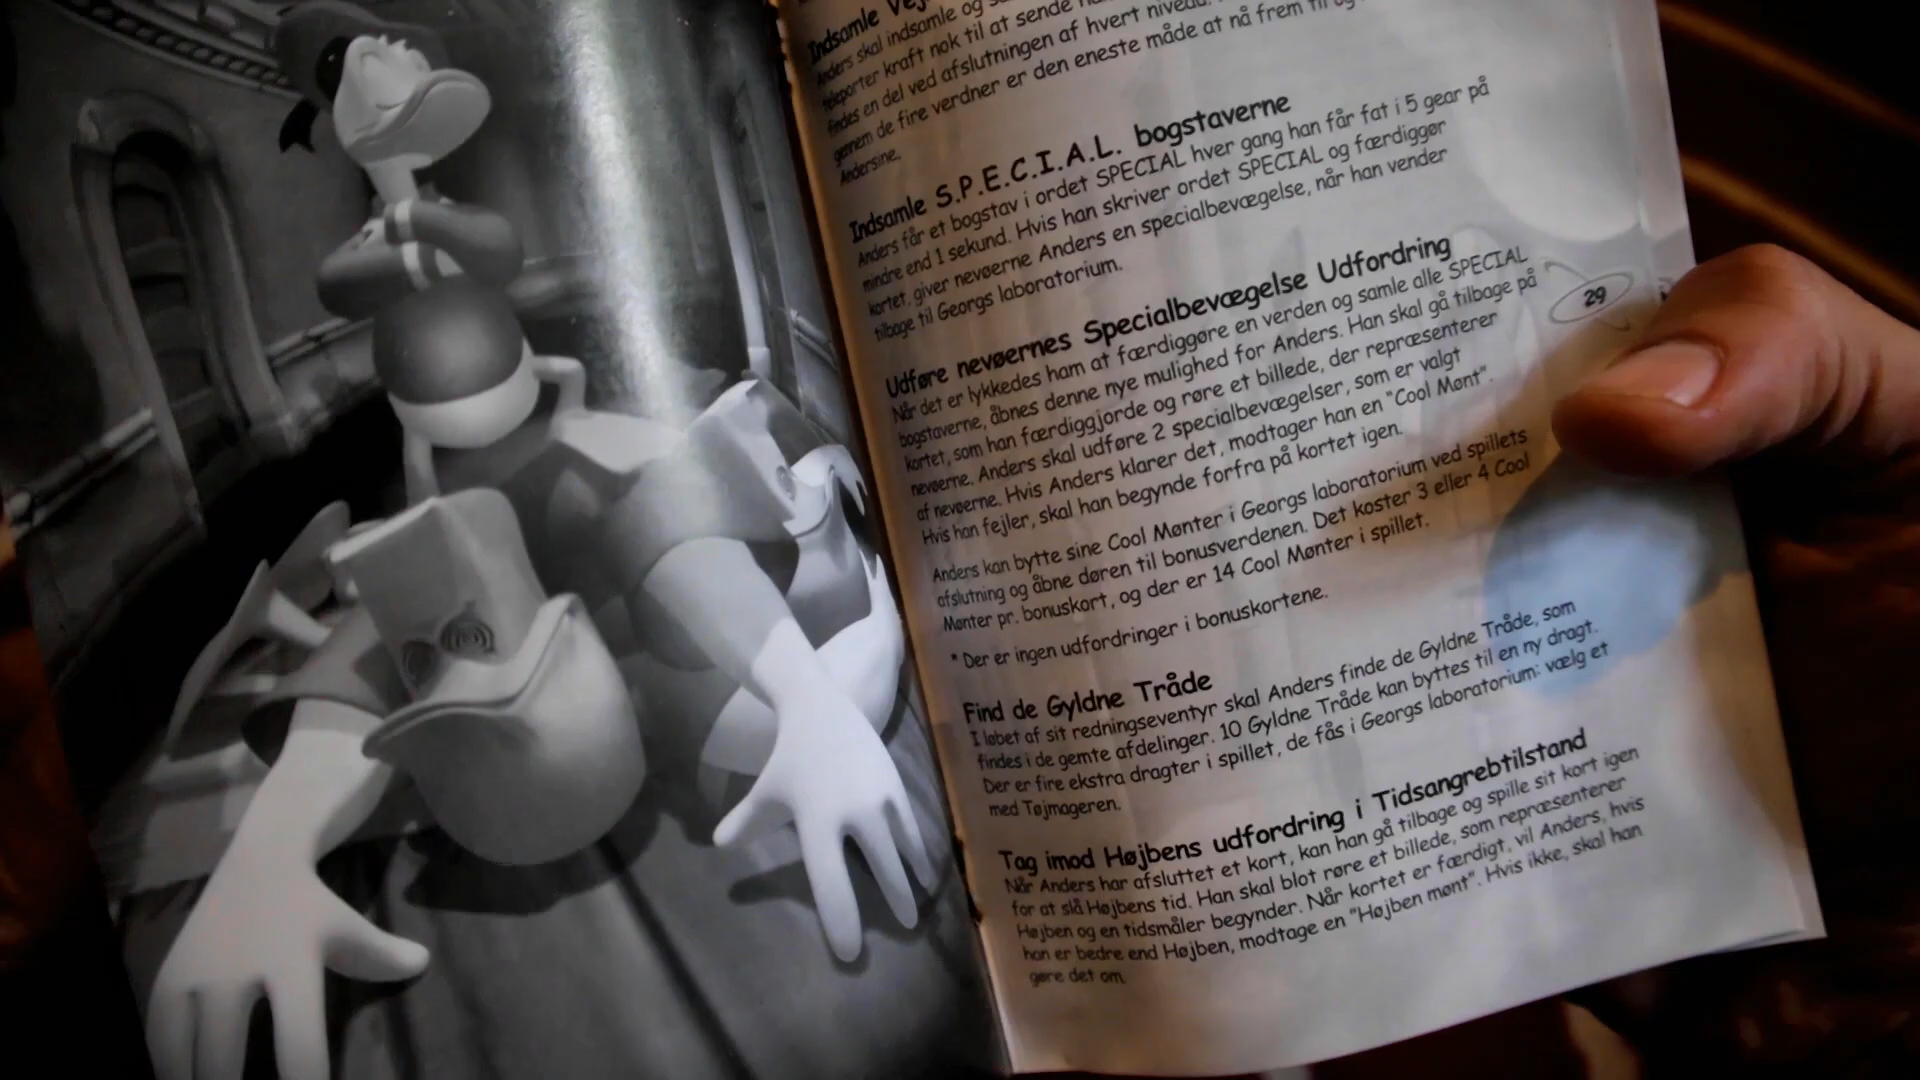 Indsamle
Anders skal indsamle og
teleporter kraft nok til at sende
findes en del ved afslutningen af hvert niveau.
gennem de fire verdner er den eneste måde at nå frem til og
Andersine.
Indsamle S.P.E.C.I.A.L. bogstaverne
Anders får et bogstav i ordet SPECIAL hver gang han får fat i 5 gear på
mindre end 1 sekund. Hvis han skriver ordet SPECIAL og færdiggør
kortet, giver nevøerne Anders en specialbevægelse, når han vender
tilbage til Georgs laboratorium.
Udføre nevøernes Specialbevægelse Udfordring
Når det er lykkedes ham at færdiggøre en verden og samle alle SPECIAL
bogstaverne, åbnes denne nye mulighed for Anders. Han skal gå tilbage på
kortet, som han færdiggjorde og røre et billede, der repræsenterer
nevøerne. Anders skal udføre 2 specialbevægelser, som er valgt
af nevøerne. Hvis Anders klarer det, modtager han en "Cool Mønt".
Hvis han fejler, skal han begynde forfra på kortet igen.
29
Anders kan bytte sine Cool Mønter i Georgs laboratorium ved spillets
afslutning og åbne døren til bonusverdenen. Det koster 3 eller 4 Cool
Mønter pr. bonuskort, og der er 14 Cool Mønter i spillet.
* Der er ingen udfordringer i bonuskortene.
Find de Gyldne Tråde
I løbet af sit redningseventyr skal Anders finde de Gyldne Tråde, som
findes i de gemte afdelinger. 10 Gyldne Tråde kan byttes til en ny dragt.
Der er fire ekstra dragter i spillet, de fås i Georgs laboratorium: vælg et
med Tøjmageren.
Tag imod Højbens udfordring i Tidsangrebtilstand
Når Anders har afsluttet et kort, kan han gå tilbage og spille sit kort igen
for at slå Højbens tid. Han skal blot røre et billede, som repræsenterer
Højben og en tidsmåler begynder. Når kortet er færdigt, vil Anders, hvis
han er bedre end Højben, modtage en "Højben mønt". Hvis ikke, skal han
gøre det om.